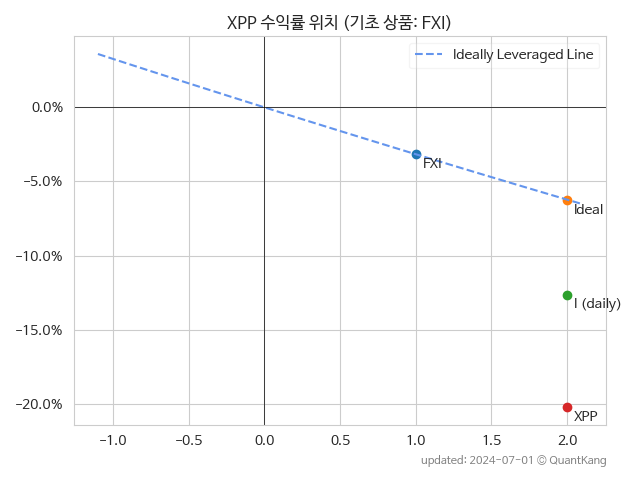 XPP 수익률 위치 (기초 상품: FXI)
Ideally Leveraged Line
0.0%
−5.0%
−10.0%
−15.0%
−20.0%
FXI
Ideal
I (daily)
XPP
−1.0 −0.5 0.0 0.5 1.0 1.5 2.0
updated: 2024-07-01 © QuantKang